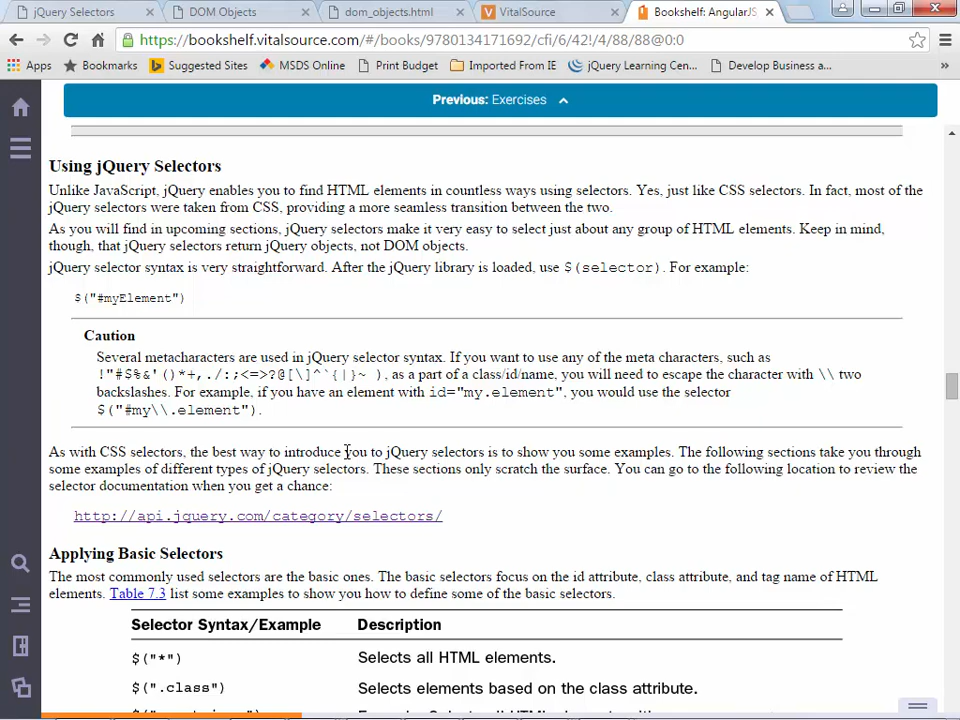 jQuery Selectors
DOM Objects
dom_objects.html
VitalSource
Bookshelf: AngularJS
https://bookshelf.vitalsource.com/#/books/9780134171692/cfi/6/42!/4/88/88@0:0
Apps
Bookmarks
Suggested Sites
MSDS Online
Print Budget
Imported From IE
jQuery Learning Cen...
Develop Business a...
»
Previous: Exercises
Using jQuery Selectors
Unlike JavaScript, jQuery enables you to find HTML elements in countless ways using selectors. Yes, just like CSS selectors. In fact, most of the
jQuery selectors were taken from CSS, providing a more seamless transition between the two.
As you will find in upcoming sections, jQuery selectors make it very easy to select just about any group of HTML elements. Keep in mind,
though, that jQuery selectors return jQuery objects, not DOM objects.
jQuery selector syntax is very straightforward. After the jQuery library is loaded, use $(selector). For example:
$("#myElement")
Caution
Several metacharacters are used in jQuery selector syntax. If you want to use any of the meta characters, such as
!"#$%&'()*+,./:;<=>?@[\]^`{|}~ ), as a part of a class/id/name, you will need to escape the character with \\ two
backslashes. For example, if you have an element with id="my.element", you would use the selector
$("#my\\.element").
As with CSS selectors, the best way to introduce you to jQuery selectors is to show you some examples. The following sections take you through
some examples of different types of jQuery selectors. These sections only scratch the surface. You can go to the following location to review the
selector documentation when you get a chance:
http://api.jquery.com/category/selectors/
Applying Basic Selectors
The most commonly used selectors are the basic ones. The basic selectors focus on the id attribute, class attribute, and tag name of HTML
elements. Table 7.3 list some examples to show you how to define some of the basic selectors.
Selector Syntax/Example Description
$("*") Selects all HTML elements.
$(".class") Selects elements based on the class attribute.